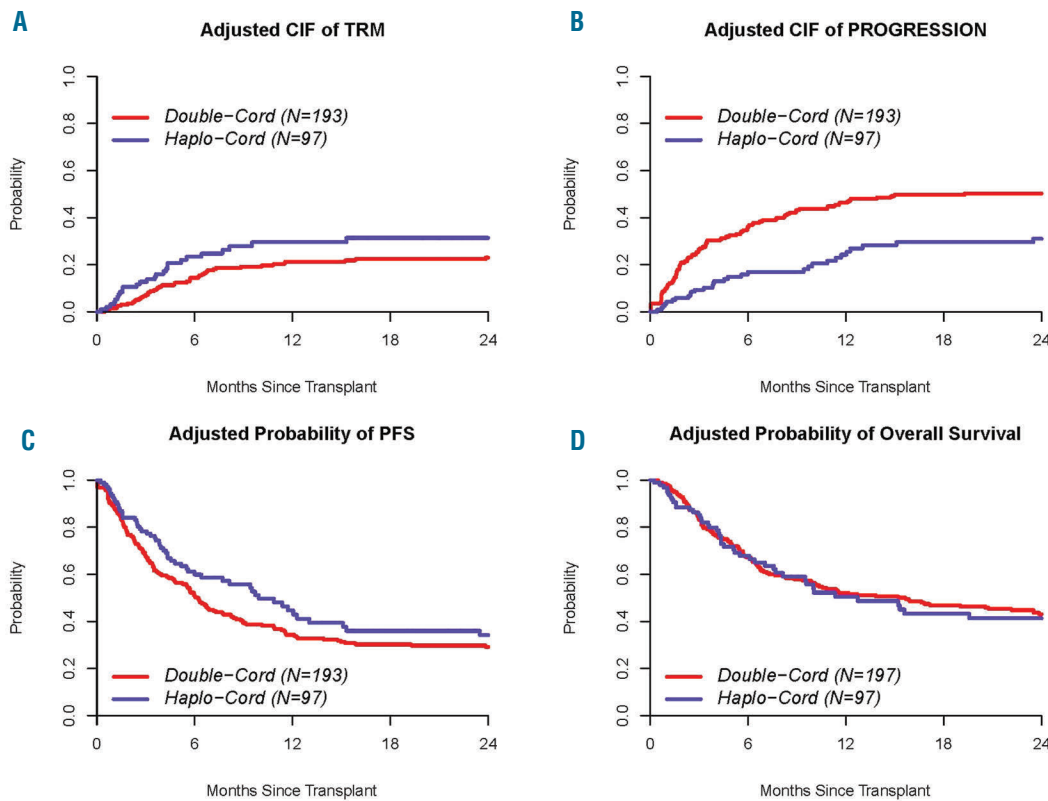 A
Adjusted CIF of TRM
Probability
1.0
0.8
0.6
0.4
0.2
0.0
Double−Cord (N=193)
Haplo−Cord (N=97)
0 6 12 18 24
Months Since Transplant
B
Adjusted CIF of PROGRESSION
Probability
1.0
0.8
0.6
0.4
0.2
0.0
Double−Cord (N=193)
Haplo−Cord (N=97)
0 6 12 18 24
Months Since Transplant
C
Adjusted Probability of PFS
Probability
1.0
0.8
0.6
0.4
0.2
0.0
Double−Cord (N=193)
Haplo−Cord (N=97)
0 6 12 18 24
Months Since Transplant
D
Adjusted Probability of Overall Survival
Probability
1.0
0.8
0.6
0.4
0.2
0.0
Double−Cord (N=197)
Haplo−Cord (N=97)
0 6 12 18 24
Months Since Transplant